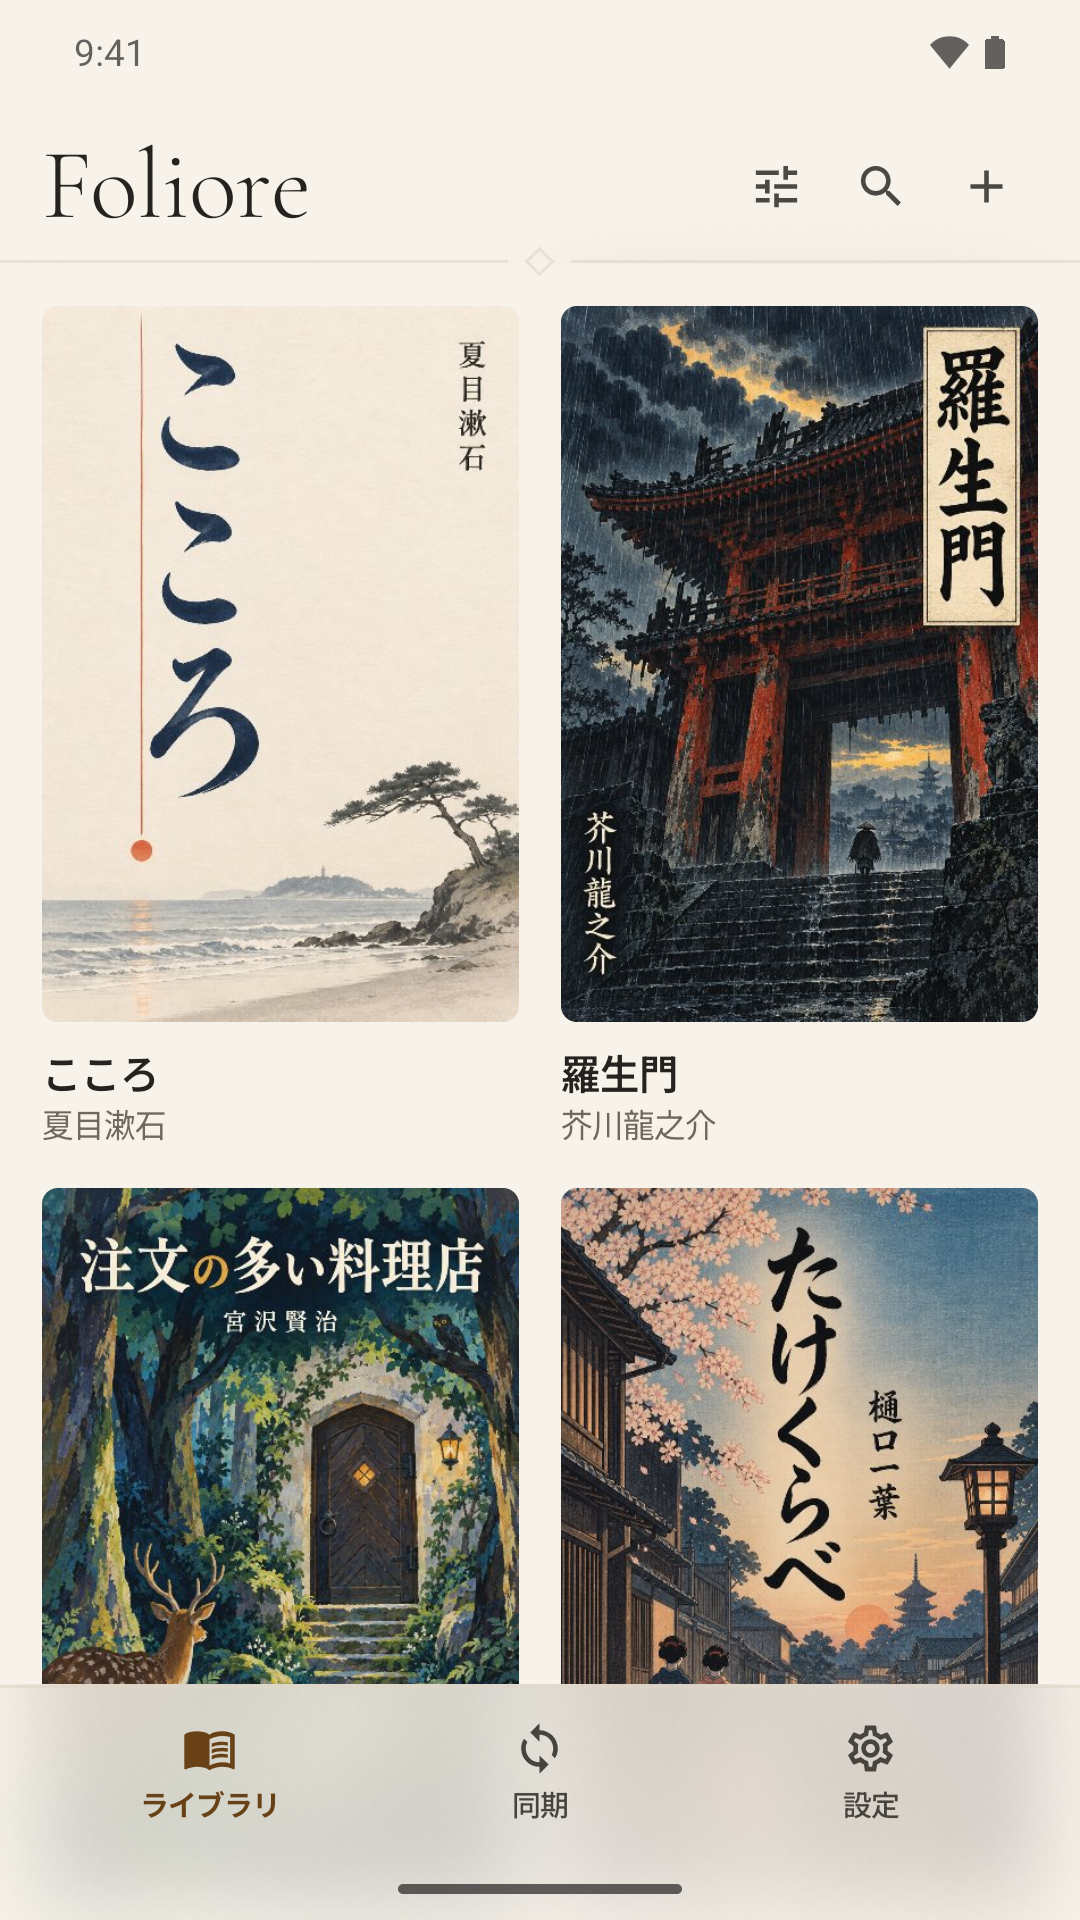 9:41
Foliore
こころ
夏目漱石
羅生門
芥川龍之介
こころ
夏目漱石
羅生門
芥川龍之介
注文の多い料理店
宮沢賢治
たけくらべ
樋口一葉
ライブラリ
同期
設定